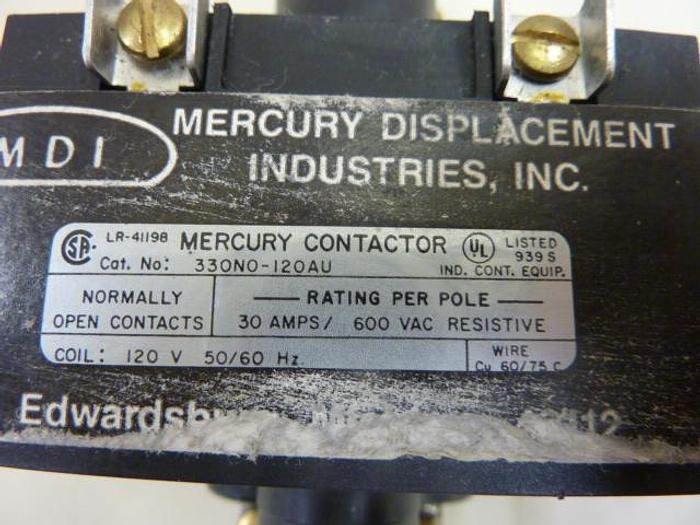 MDI
MERCURY DISPLACEMENT
INDUSTRIES, INC.
LR-41198 MERCURY CONTACTOR UL LISTED
939 S
Cat. No: 330NO-120AU IND. CONT. EQUIP.
NORMALLY
OPEN CONTACTS
RATING PER POLE
30 AMPS/ 600 VAC RESISTIVE
COIL: 120 V 50/60 Hz.
WIRE
Cu 60/75 C